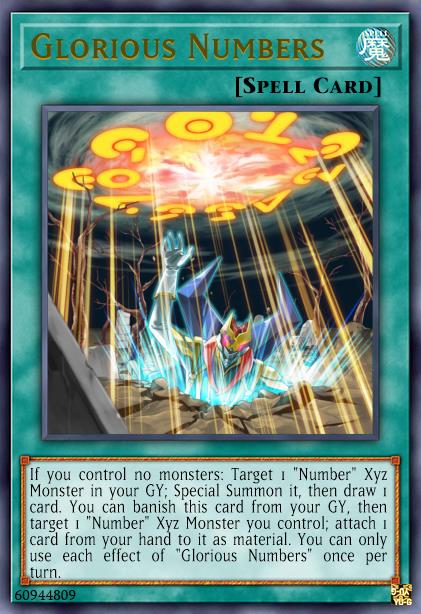 Glorious Numbers
魔
[Spell Card]
If you control no monsters: Target 1 "Number" Xyz
Monster in your GY; Special Summon it, then draw 1
card. You can banish this card from your GY, then
target 1 "Number" Xyz Monster you control; attach 1
card from your hand to it as material. You can only
use each effect of "Glorious Numbers" once per
turn.
60944809